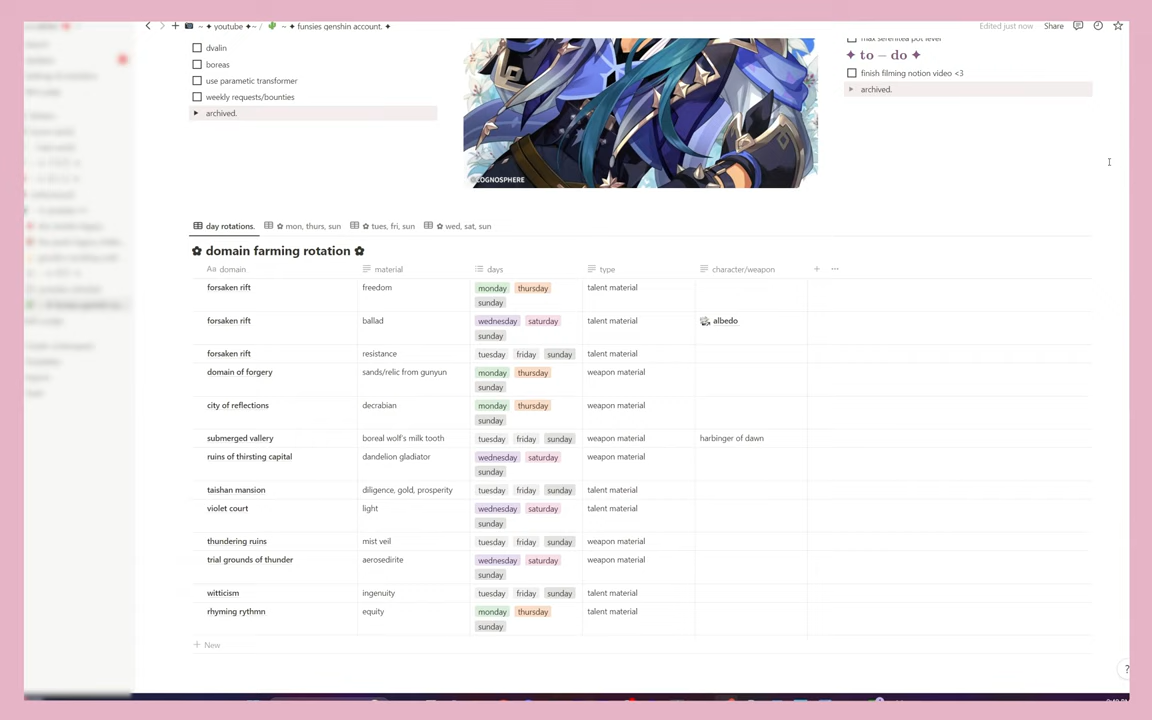 ~ ✦ youtube ✦~ / ~ ✦ funsies genshin account. ✦
Edited just now Share
dvalin
boreas
use parametic transformer
weekly requests/bounties
archived.
@COGNOSPHERE
max serenitea pot level
✦ to – do ✦
finish filming notion video <3
archived.
day rotations. ✿ mon, thurs, sun ✿ tues, fri, sun ✿ wed, sat, sun
✿ domain farming rotation ✿
Aa domain material days type character/weapon
forsaken rift freedom monday thursday talent material
sunday
forsaken rift ballad wednesday saturday talent material albedo
sunday
forsaken rift resistance tuesday friday sunday talent material
domain of forgery sands/relic from gunyun monday thursday weapon material
sunday
city of reflections decrabian monday thursday weapon material
sunday
submerged vallery boreal wolf's milk tooth tuesday friday sunday weapon material harbinger of dawn
ruins of thirsting capital dandelion gladiator wednesday saturday weapon material
sunday
taishan mansion diligence, gold, prosperity tuesday friday sunday talent material
violet court light wednesday saturday talent material
sunday
thundering ruins mist veil tuesday friday sunday weapon material
trial grounds of thunder aerosedirite wednesday saturday weapon material
sunday
witticism ingenuity tuesday friday sunday talent material
rhyming rythmn equity monday thursday talent material
sunday
+ New
?